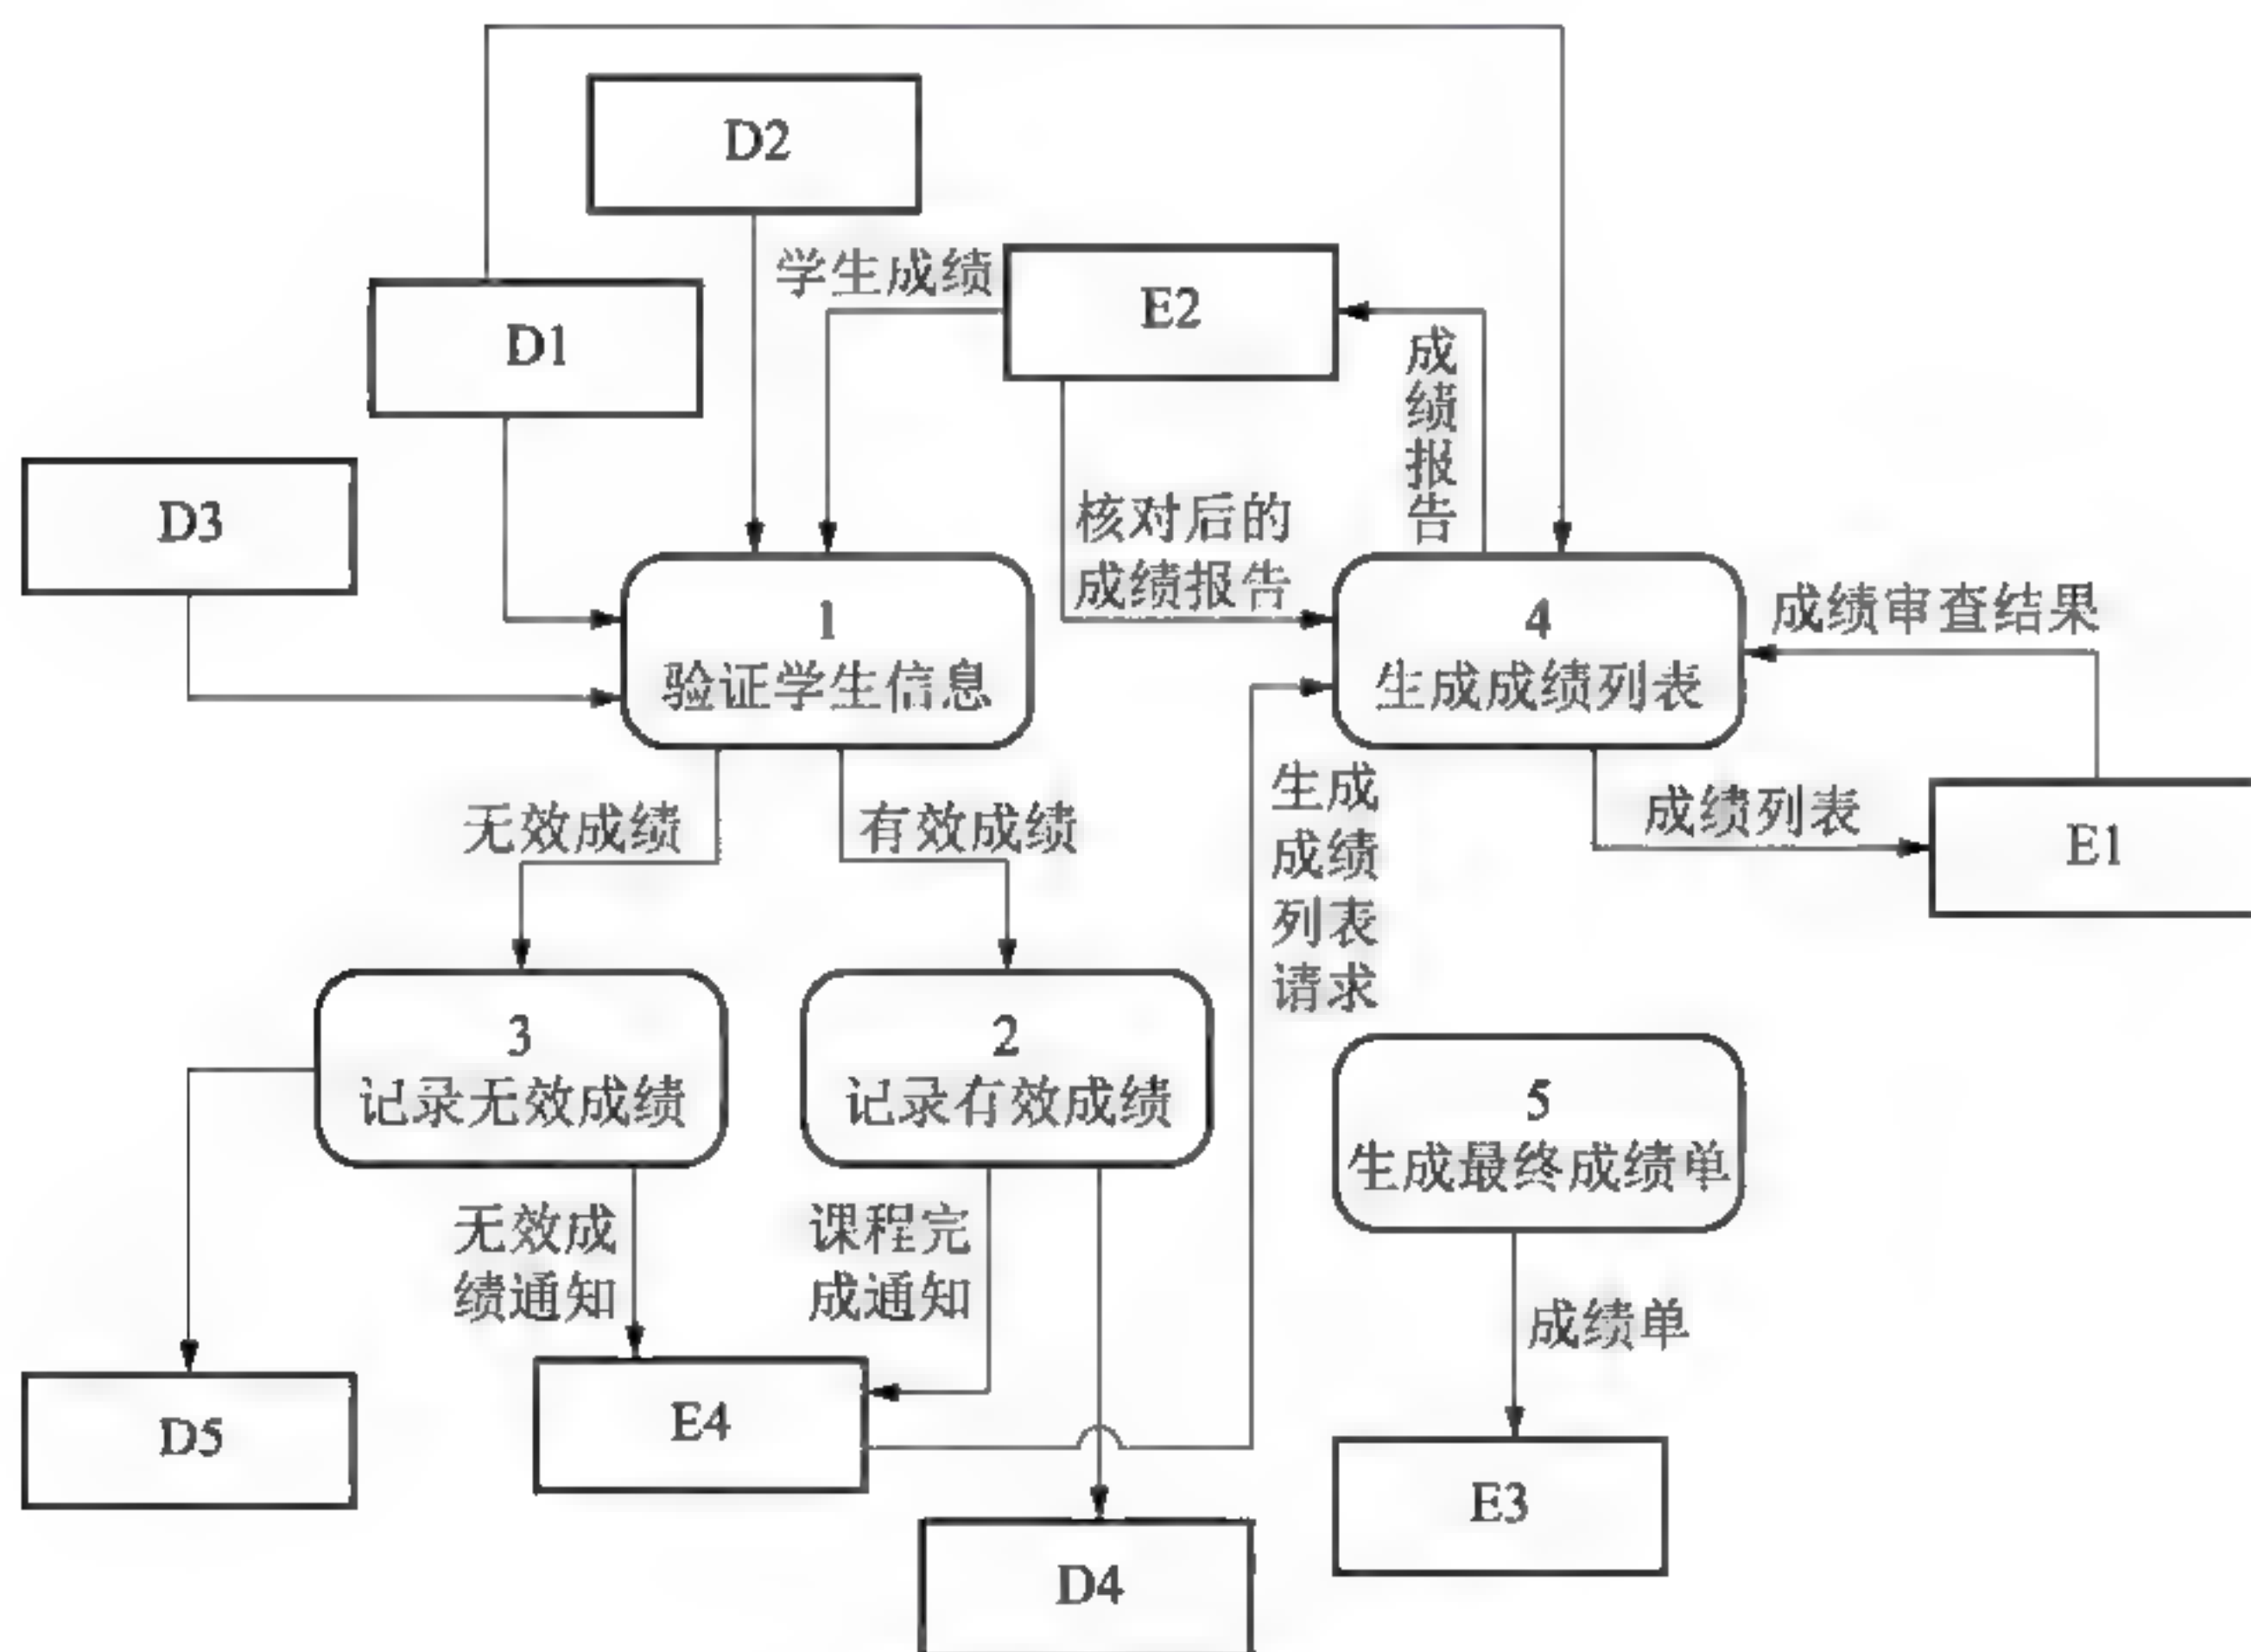 D2
学生成绩
E2
D1
成
绩
报
告
D3
核对后的
成绩报告
1
验证学生信息
4
生成成绩列表
成绩审查结果
无效成绩
有效成绩
生成
成绩
列表
请求
成绩列表
E1
3
记录无效成绩
2
记录有效成绩
5
生成最终成绩单
无效成
绩通知
课程完
成通知
成绩单
D5
E4
E3
D4